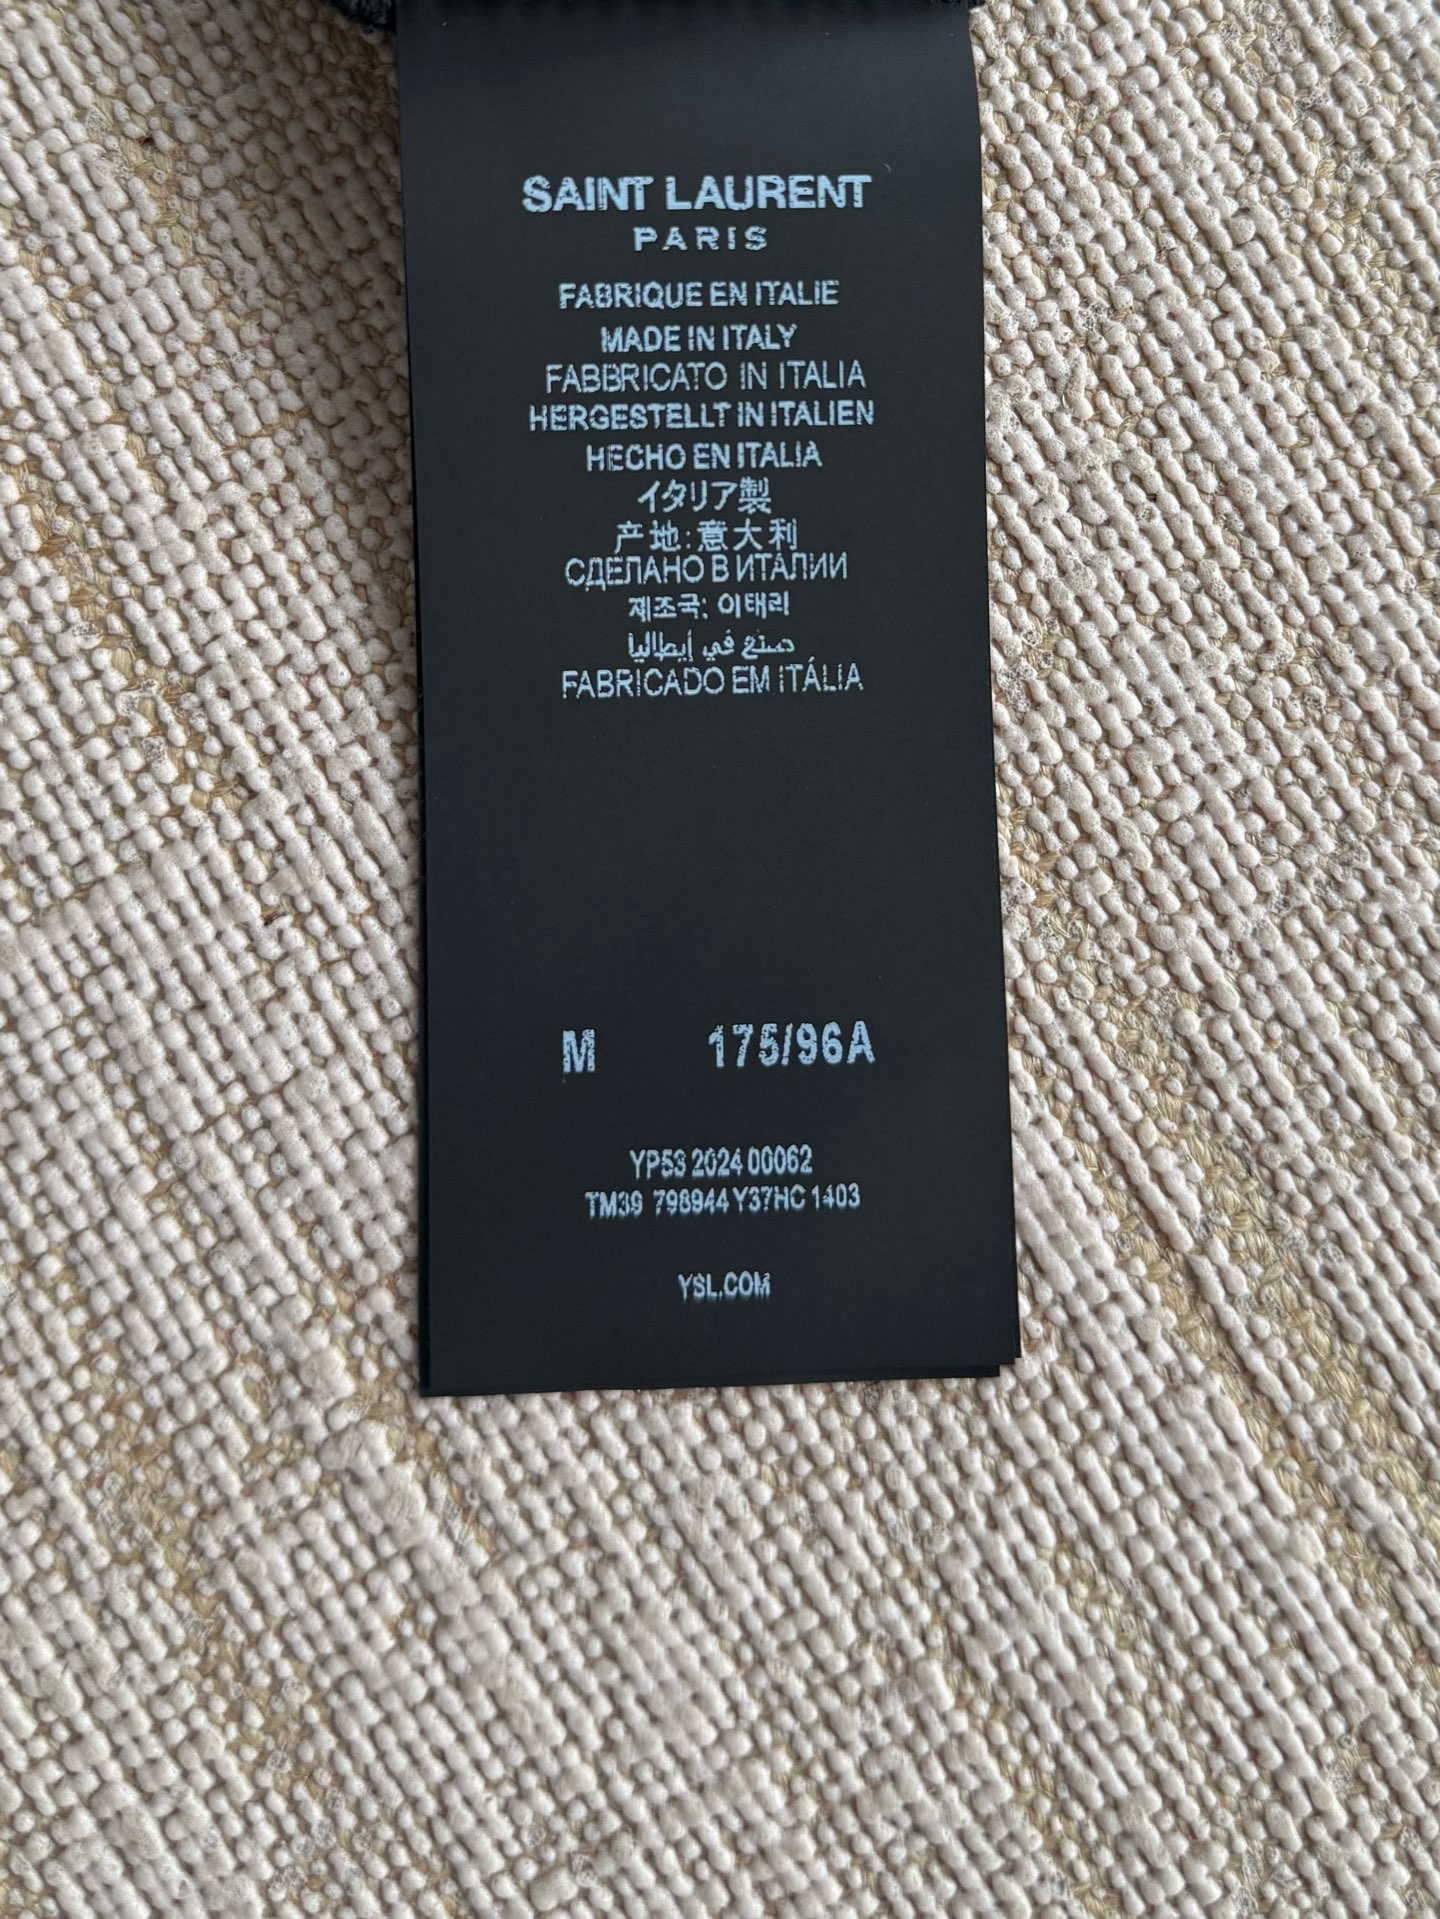 SAINT LAURENT
PARIS
FABRIQUE EN ITALIE
MADE IN ITALY
FABBRICATO IN ITALIA
HERGESTELLT IN ITALIEN
HECHO EN ITALIA
イタリア製
产地:意大利
СДЕЛАНО В ИТАЛИИ
제조국: 이태리
صنع في إيطاليا
FABRICADO EM ITÁLIA
M 175/96A
YP53 2024 00062
TM39 798944 Y37HC 1403
YSL.COM